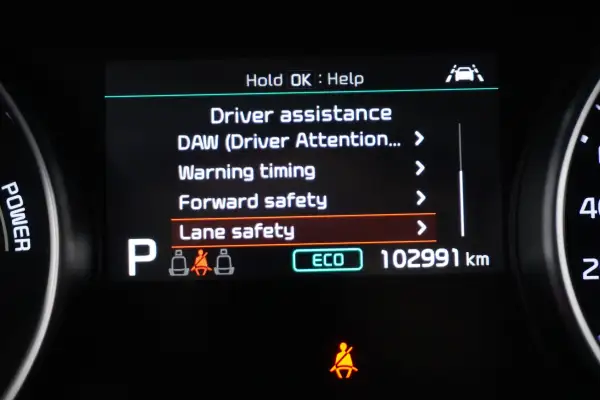 Hold OK : Help
Driver assistance
DAW (Driver Attention...
Warning timing
Forward safety
Lane safety
P
ECO
102991 km
POWER